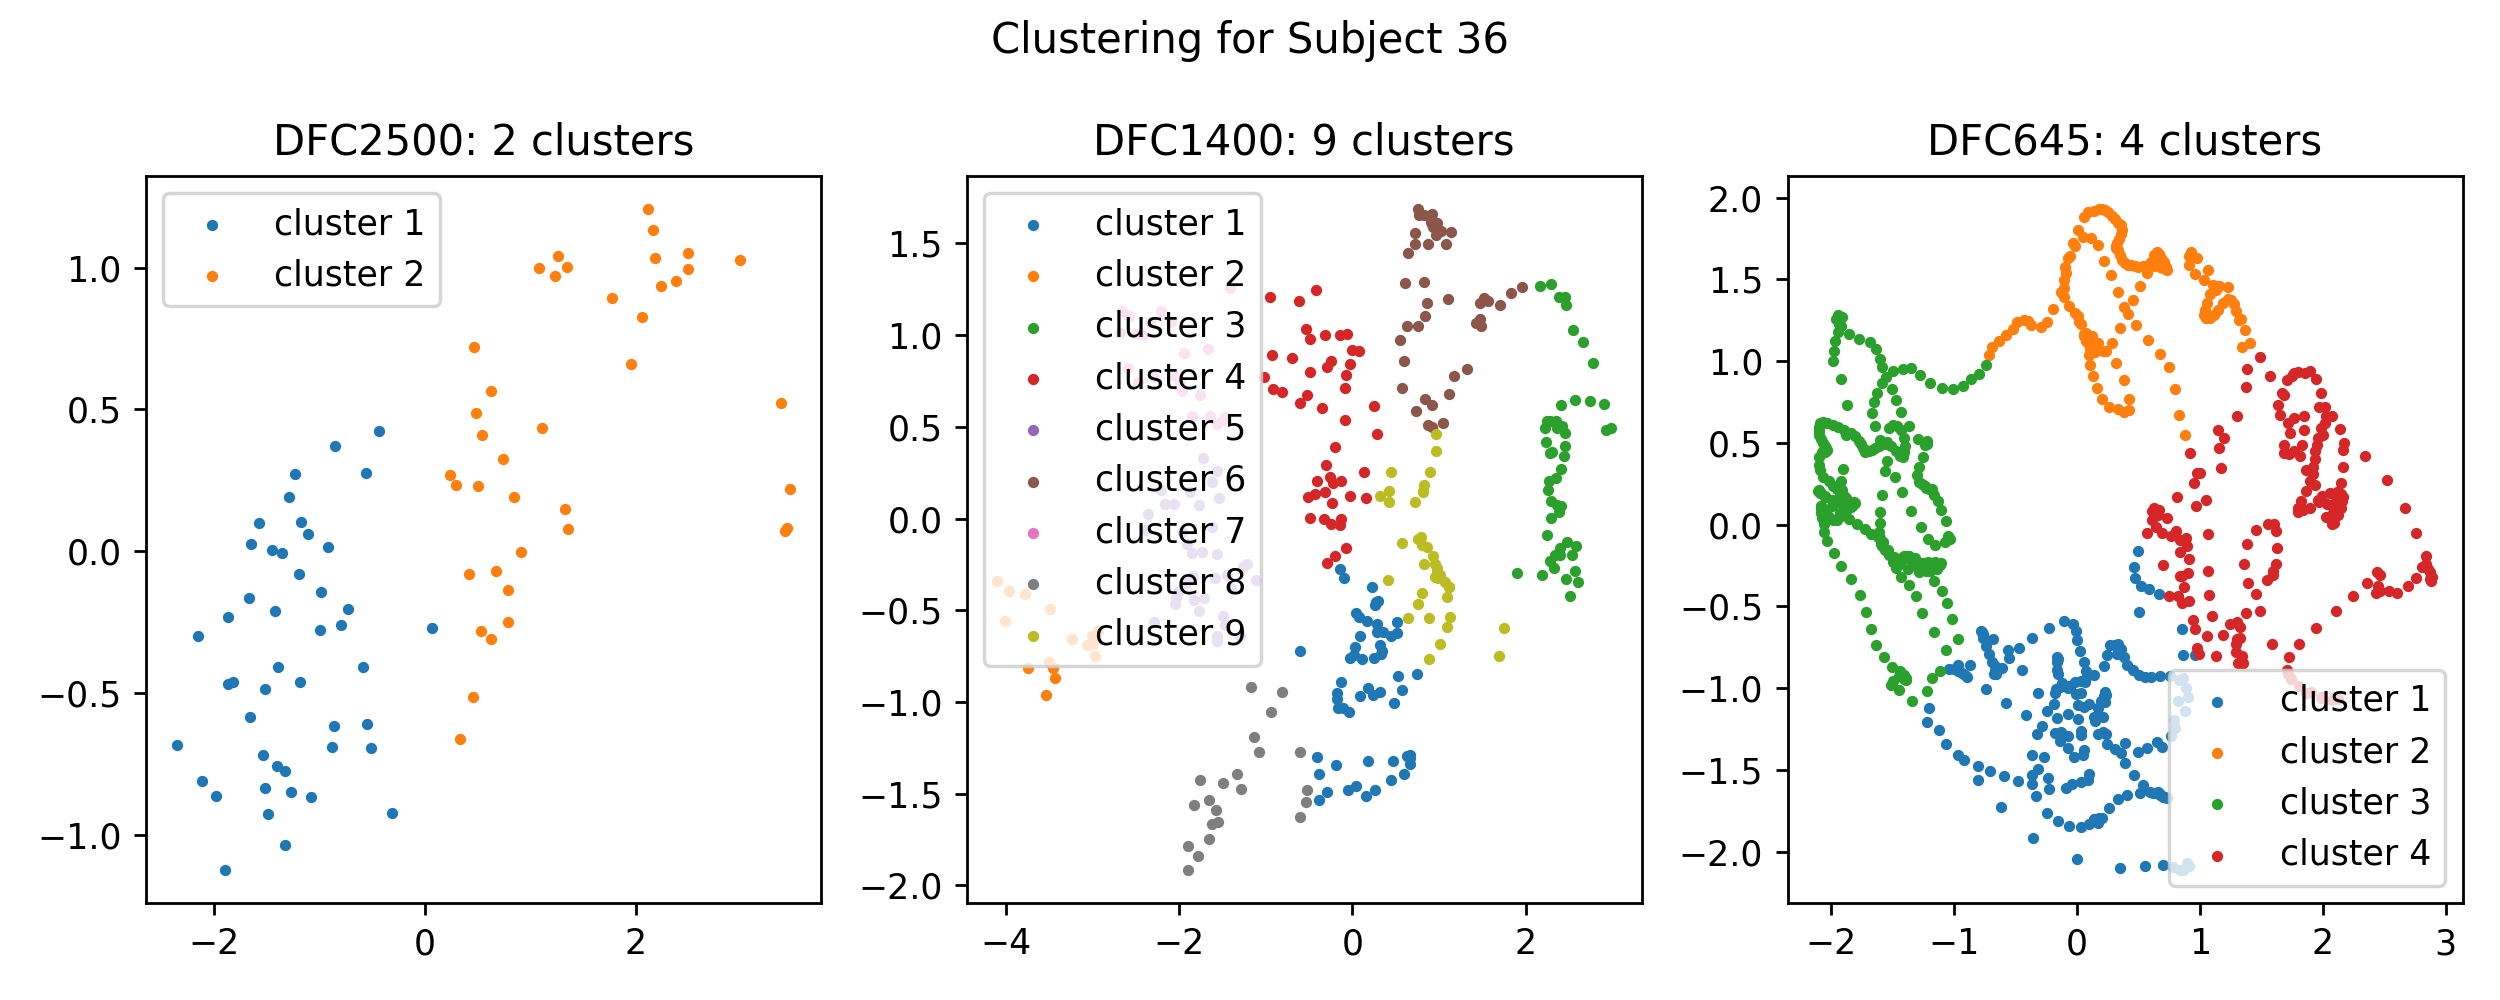 Clustering for Subject 36
DFC2500: 2 clusters
cluster 1
cluster 2
1.0
0.5
0.0
−0.5
−1.0
−2
0
2
DFC1400: 9 clusters
cluster 1
cluster 2
cluster 3
cluster 4
cluster 5
cluster 6
cluster 7
cluster 8
cluster 9
1.5
1.0
0.5
0.0
−0.5
−1.0
−1.5
−2.0
−4
−2
0
2
DFC645: 4 clusters
2.0
1.5
1.0
0.5
0.0
−0.5
−1.0
−1.5
−2.0
cluster 1
cluster 2
cluster 3
cluster 4
−2
−1
0
1
2
3